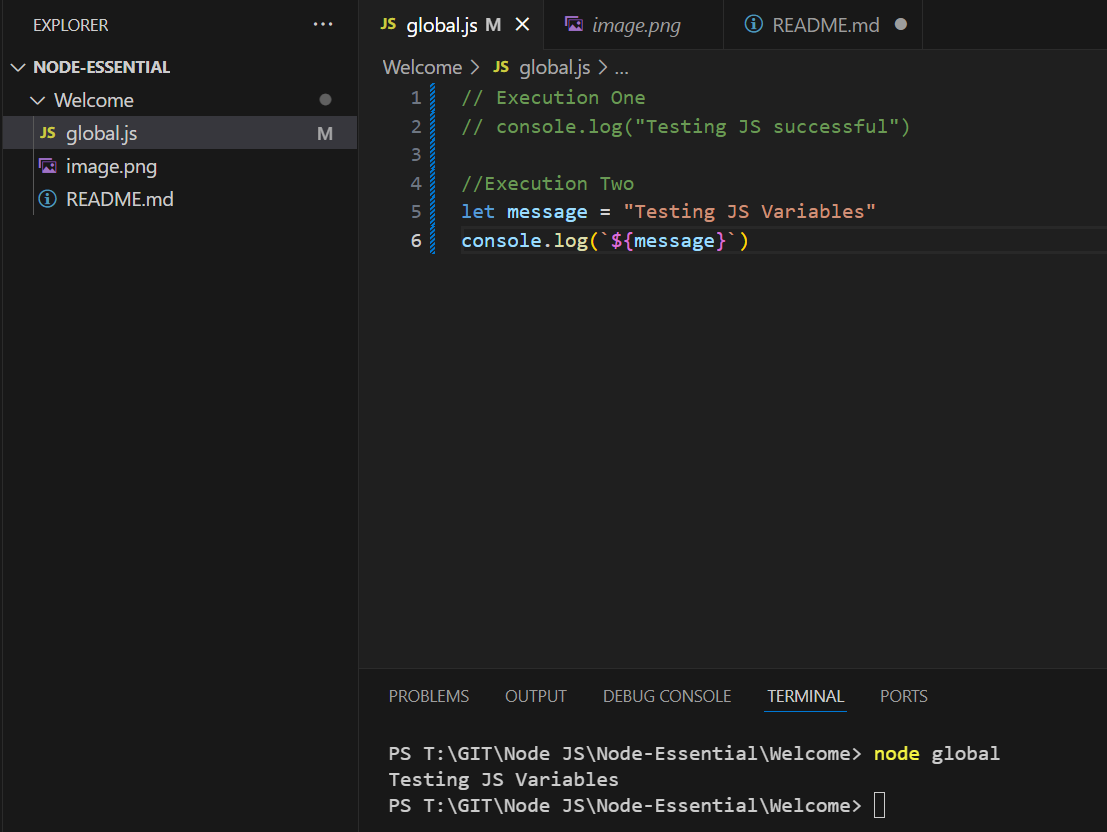 EXPLORER ...
NODE-ESSENTIAL
Welcome
JS global.js M
image.png
README.md
JS global.js M
image.png
README.md
Welcome > JS global.js > ...
1 // Execution One
2 // console.log("Testing JS successful")
3
4 //Execution Two
5 let message = "Testing JS Variables"
6 console.log(`${message}`)
PROBLEMS OUTPUT DEBUG CONSOLE TERMINAL PORTS
PS T:\GIT\Node JS\Node-Essential\Welcome> node global
Testing JS Variables
PS T:\GIT\Node JS\Node-Essential\Welcome>